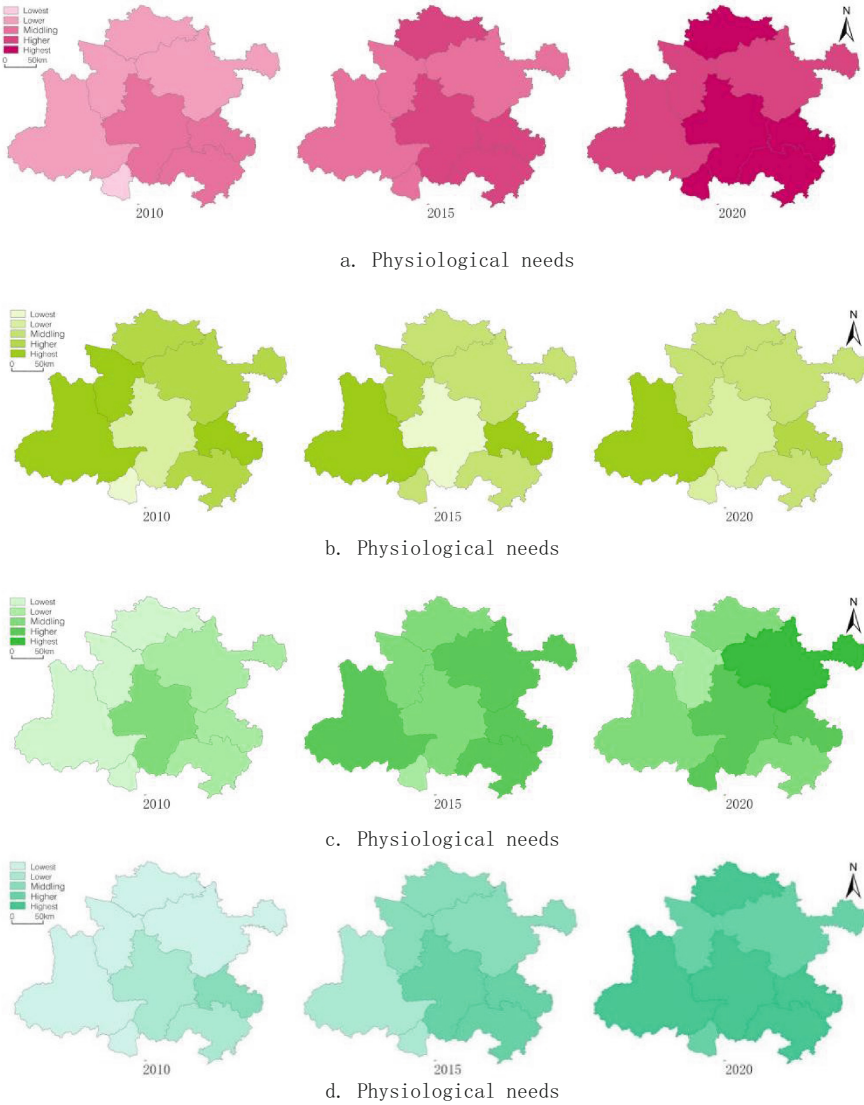 Lowest
Lower
Middling
Higher
Highest
0 50km
N
2010 2015 2020
a. Physiological needs
Lowest
Lower
Middling
Higher
Highest
0 50km
N
2010 2015 2020
b. Physiological needs
Lowest
Lower
Middling
Higher
Highest
0 50km
N
2010 2015 2020
c. Physiological needs
Lowest
Lower
Middling
Higher
Highest
0 50km
N
2010 2015 2020
d. Physiological needs